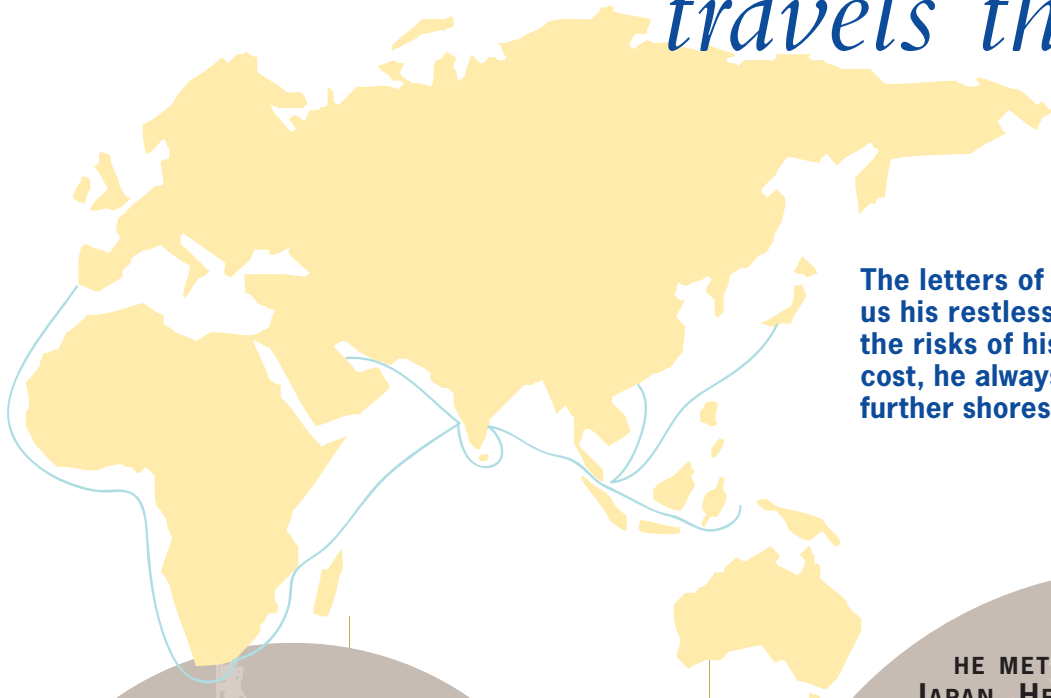 travels th
The letters of
us his restless
the risks of his
cost, he always
further shores
HE MET
JAPAN. HE